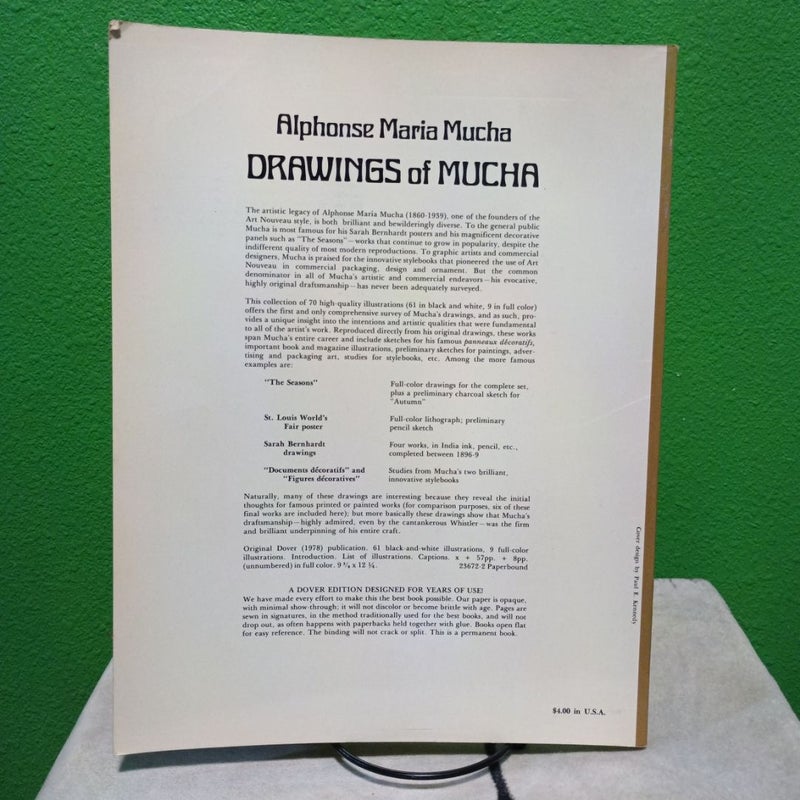 Alphonse Maria Mucha
DRAWINGS of MUCHA
The artistic legacy of Alphonse Maria Mucha (1860-1939), one of the founders of the
Art Nouveau style, is both brilliant and bewilderingly diverse. To the general public
Mucha is most famous for his Sarah Bernhardt posters and his magnificent decorative
panels such as "The Seasons"—works that continue to grow in popularity, despite the
indifferent quality of most modern reproductions. To graphic artists and commercial
designers, Mucha is praised for the innovative stylebooks that pioneered the use of Art
Nouveau in commercial packaging, design and ornament. But the common
denominator in all of Mucha's artistic and commercial endeavors—his evocative,
highly original draftsmanship—has never been adequately surveyed.
This collection of 70 high-quality illustrations (61 in black and white, 9 in full color)
offers the first and only comprehensive survey of Mucha's drawings, and as such, pro-
vides a unique insight into the intentions and artistic qualities that were fundamental
to all of the artist's work. Reproduced directly from his original drawings, these works
span Mucha's entire career and include sketches for his famous panneaux décoratifs,
important book and magazine illustrations, preliminary sketches for paintings, adver-
tising and packaging art, studies for stylebooks, etc. Among the more famous
examples are:
"The Seasons" Full-color drawings for the complete set,
plus a preliminary charcoal sketch for
"Autumn"
St. Louis World's Full-color lithograph; preliminary
Fair poster pencil sketch
Sarah Bernhardt Four works, in India ink, pencil, etc.,
drawings completed between 1896-9
"Documents décoratifs" and Studies from Mucha's two brilliant,
"Figures décoratives" innovative stylebooks
Naturally, many of these drawings are interesting because they reveal the initial
thoughts for famous printed or painted works (for comparison purposes, six of these
final works are included here); but more basically these drawings show that Mucha's
draftsmanship—highly admired, even by the cantankerous Whistler—was the firm
and brilliant underpinning of his entire craft.
Original Dover (1978) publication. 61 black-and-white illustrations, 9 full-color
illustrations. Introduction. List of illustrations. Captions. x + 57pp. + 8pp.
(unnumbered) in full color. 9 3/8 x 12 1/4. 23672-2 Paperbound
A DOVER EDITION DESIGNED FOR YEARS OF USE!
We have made every effort to make this the best book possible. Our paper is opaque,
with minimal show-through; it will not discolor or become brittle with age. Pages are
sewn in signatures, in the method traditionally used for the best books, and will not
drop out, as often happens with paperbacks held together with glue. Books open flat
for easy reference. The binding will not crack or split. This is a permanent book.
Cover design by Paul E. Kennedy
$4.00 in U.S.A.